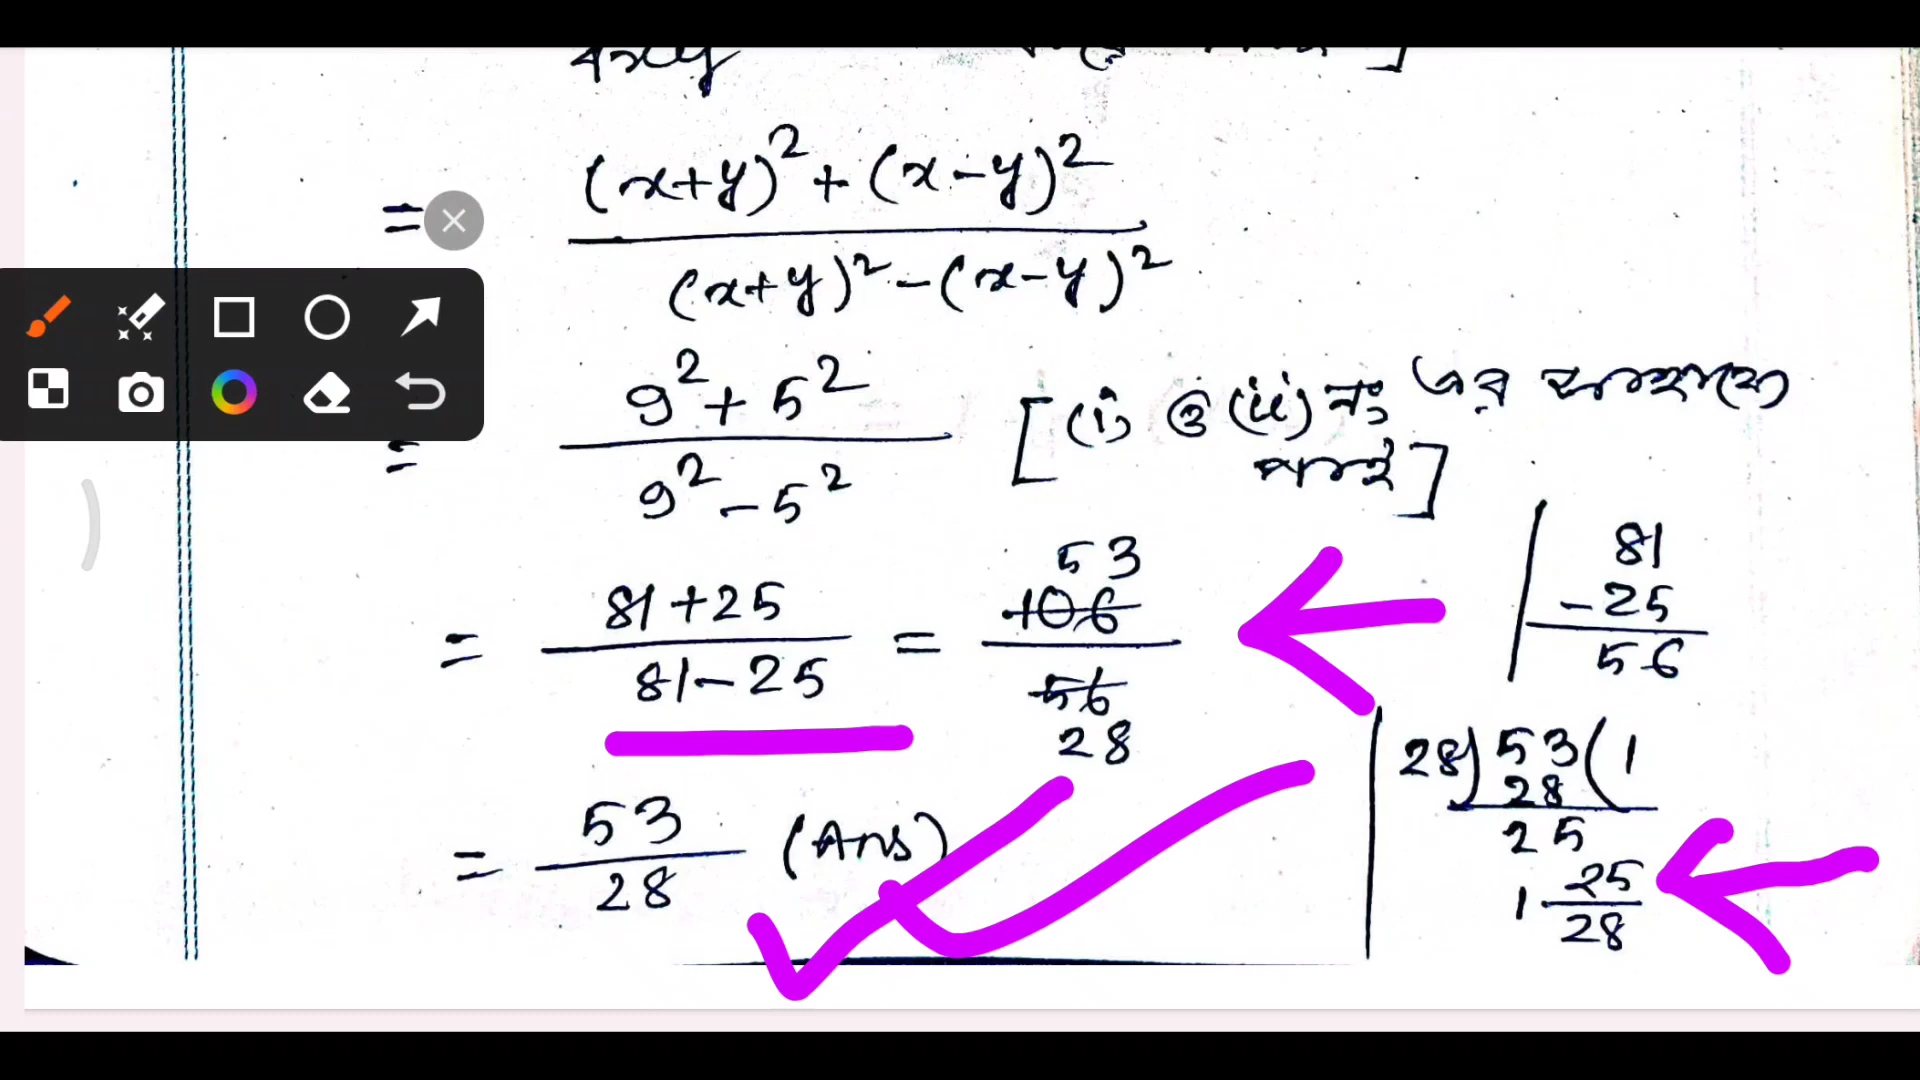 4xy
= (x+y)²+(x-y)²
(x+y)²-(x-y)²
= 9²+5²
9²-5²
[(i) ও (ii) নং এর সাহায্যে
পাই]
= 81+25 = 106 53
81-25 56
28
= 53 (Ans)
28
81
-25
56
28) 53 (1
28
25
1 25
28